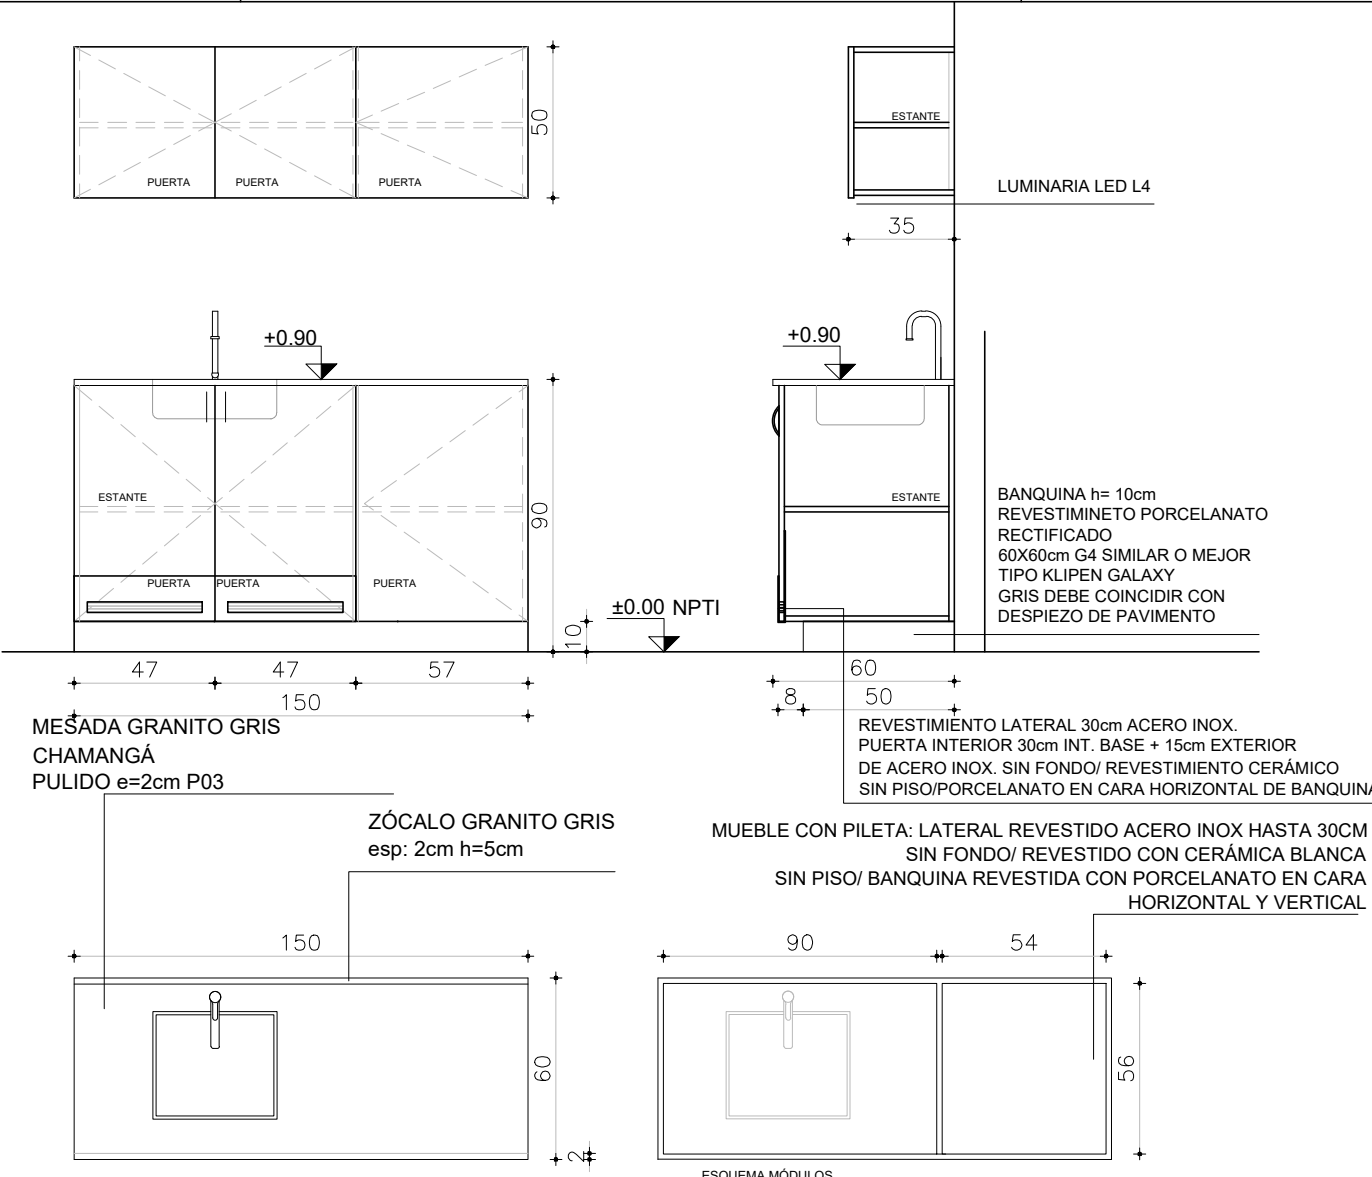 50
PUERTA PUERTA PUERTA
ESTANTE
LUMINARIA LED L4
35
+0.90
+0.90
ESTANTE
90
PUERTA PUERTA PUERTA
ESTANTE
BANQUINA h= 10cm
REVESTIMINETO PORCELANATO
RECTIFICADO
60X60cm G4 SIMILAR O MEJOR
TIPO KLIPEN GALAXY
GRIS DEBE COINCIDIR CON
DESPIEZO DE PAVIMENTO
±0.00 NPTI
10
47 47 57
150
60
8 50
MESADA GRANITO GRIS
CHAMANGÁ
PULIDO e=2cm P03
REVESTIMIENTO LATERAL 30cm ACERO INOX.
PUERTA INTERIOR 30cm INT. BASE + 15cm EXTERIOR
DE ACERO INOX. SIN FONDO/ REVESTIMIENTO CERÁMICO
SIN PISO/PORCELANATO EN CARA HORIZONTAL DE BANQUINA
ZÓCALO GRANITO GRIS
esp: 2cm h=5cm
MUEBLE CON PILETA: LATERAL REVESTIDO ACERO INOX HASTA 30CM
SIN FONDO/ REVESTIDO CON CERÁMICA BLANCA
SIN PISO/ BANQUINA REVESTIDA CON PORCELANATO EN CARA
HORIZONTAL Y VERTICAL
150
60
2
90 54
56
ESQUEMA MÓDULOS